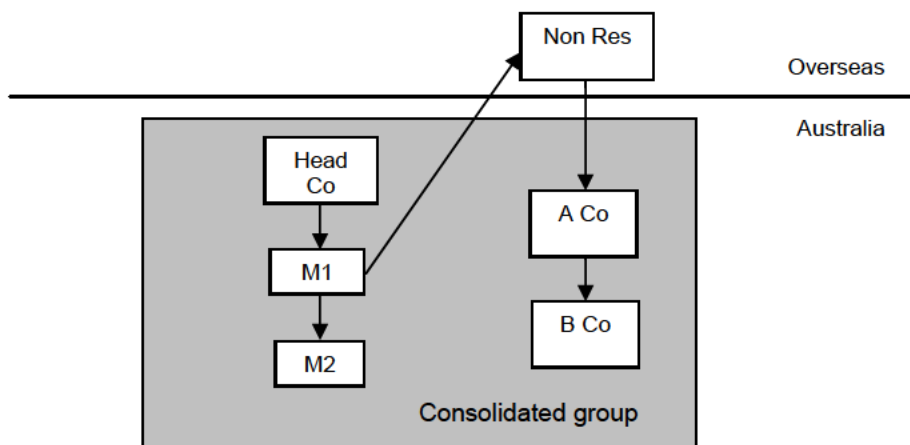 Non Res
Overseas
Australia
Head
Co
A Co
M1
B Co
M2
Consolidated group